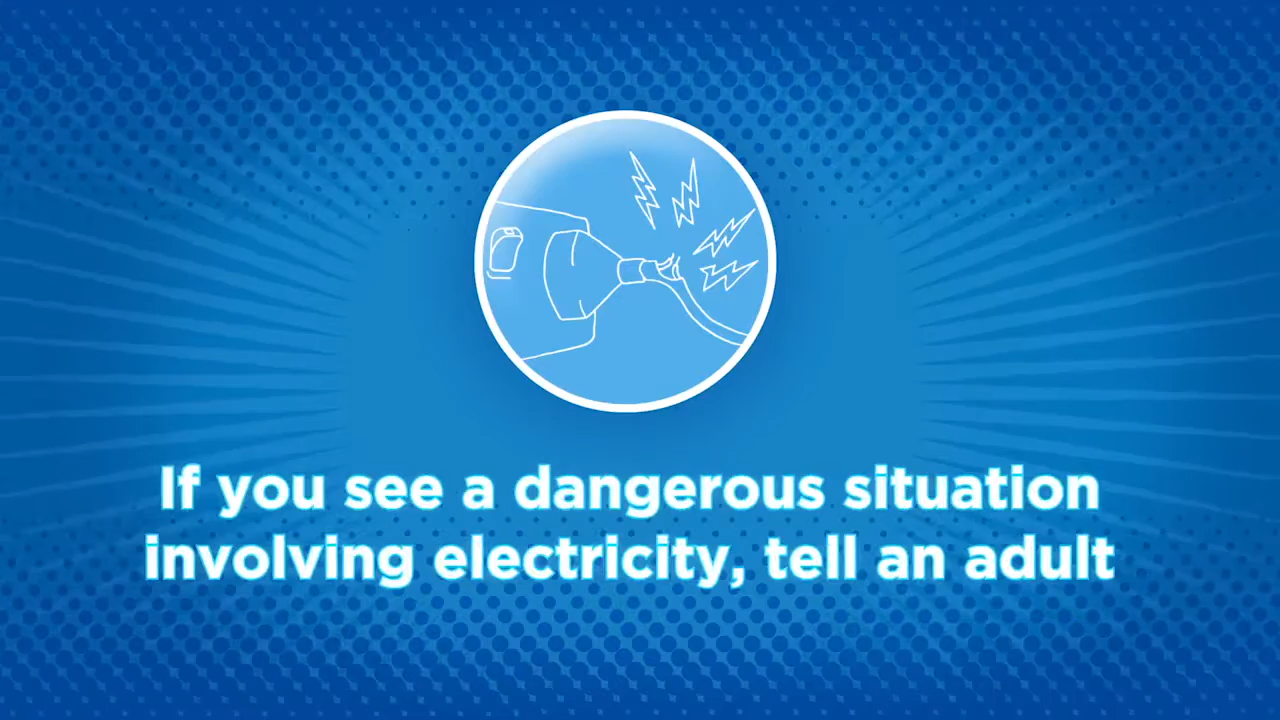 If you see a dangerous situation
involving electricity, tell an adult